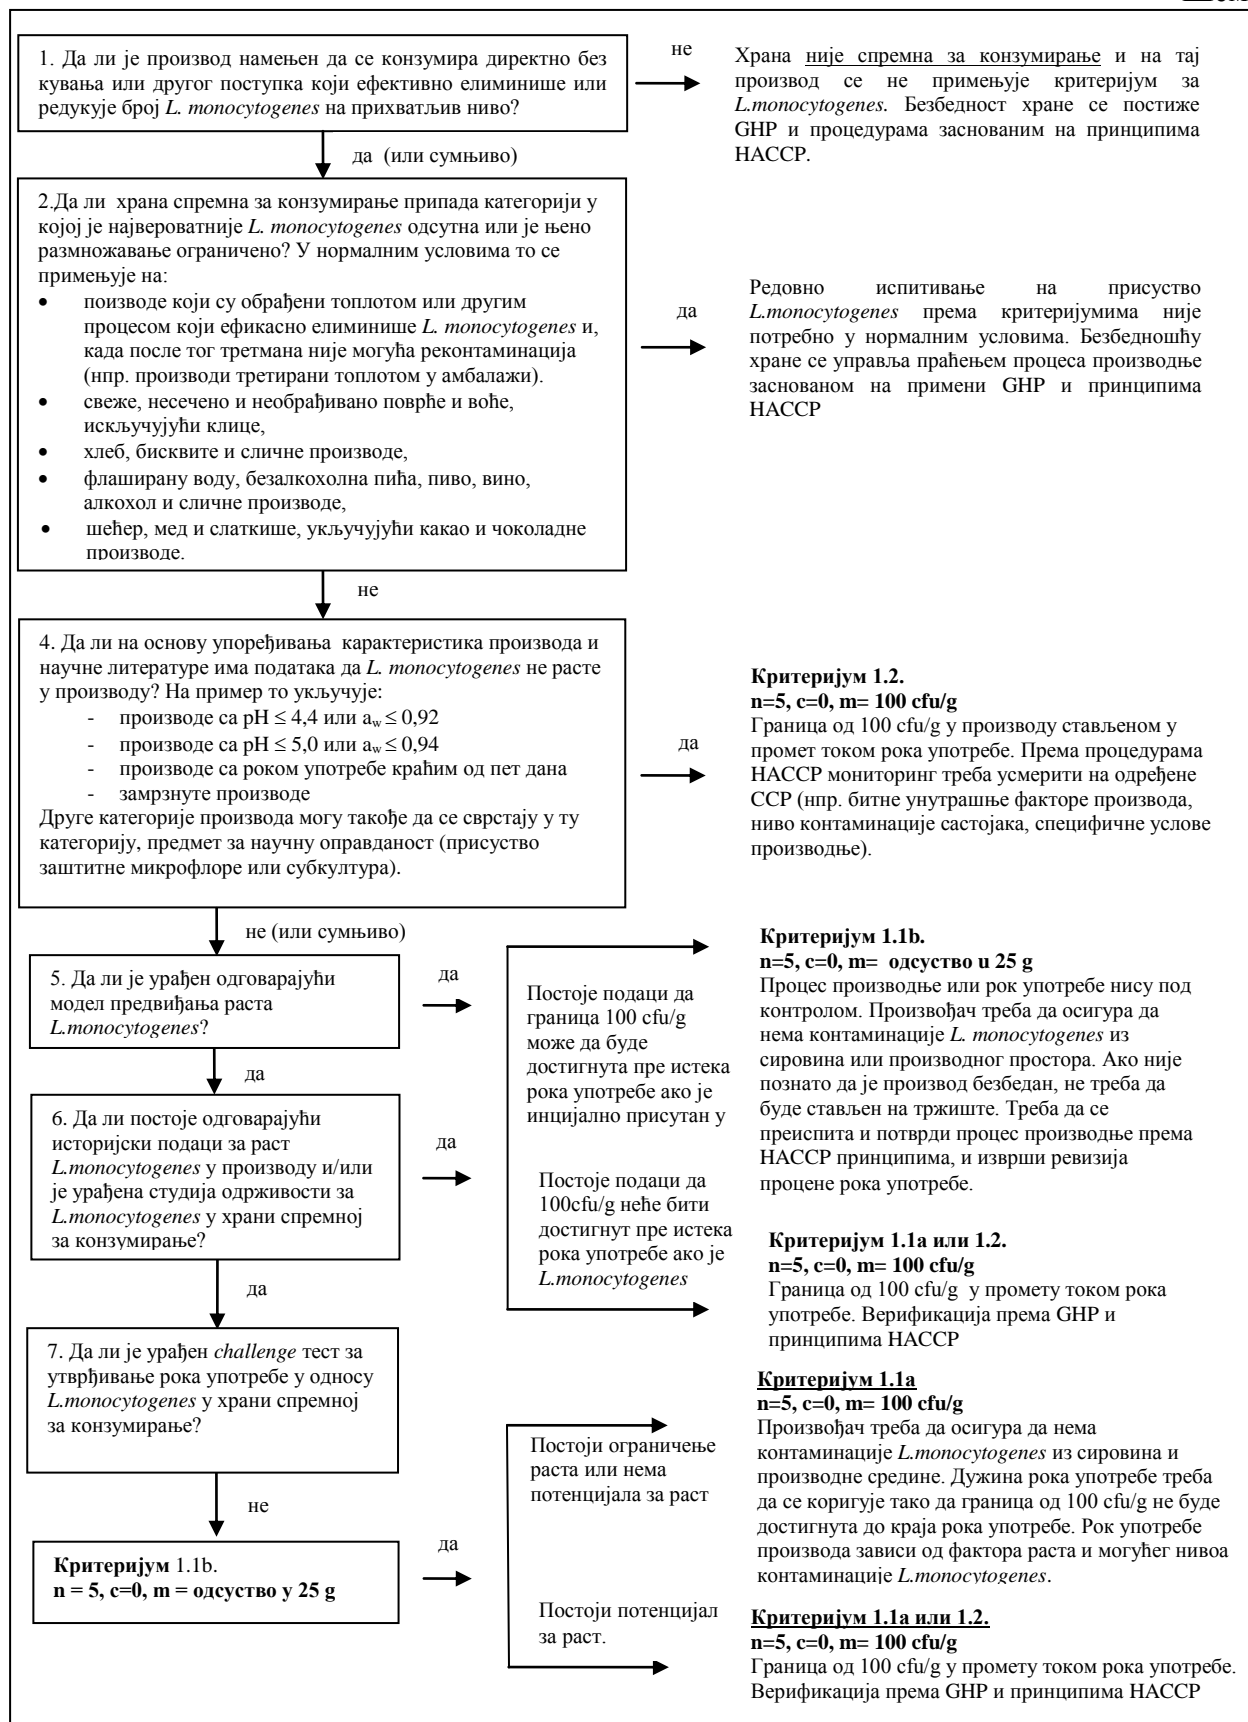 1. Да ли је производ намењен да се конзумира директно без
кувања или другог поступка који ефективно елиминише или
редукује број L. monocytogenes на прихватљив ниво?
не
Храна није спремна за конзумирање и на тај
производ се не примењује критеријум за
L.monocytogenes. Безбедност хране се постиже
GHP и процедурама заснованим на принципима
HACCP.
да (или сумњиво)
2.Да ли храна спремна за конзумирање припада категорији у
којој је највероватније L. monocytogenes одсутна или је њено
размножавање ограничено? У нормалним условима то се
примењује на:
• поизводе који су обрађени топлотом или другим
процесом који ефикасно елиминише L. monocytogenes и,
када после тог третмана није могућа реконтаминација
(нпр. производи третирани топлотом у амбалажи).
• свеже, несечено и необрађивано поврће и воће,
искључујући клице,
• хлеб, бисквите и сличне производе,
• флаширану воду, безалкохолна пића, пиво, вино,
алкохол и сличне производе,
• шећер, мед и слаткише, укључујући какао и чоколадне
производе.
да
Редовно испитивање на присуство
L.monocytogenes према критеријумима није
потребно у нормалним условима. Безбедношћу
хране се управља праћењем процеса производње
заснованом на примени GHP и принципима
HACCP
не
4. Да ли на основу упоређивања карактеристика производа и
научне литературе има података да L. monocytogenes не расте
у производу? На пример то укључује:
- производе са pH ≤ 4,4 или aw ≤ 0,92
- производе са pH ≤ 5,0 или aw ≤ 0,94
- производе са роком употребе краћим од пет дана
- замрзнуте производе
Друге категорије производа могу такође да се сврстају у ту
категорију, предмет за научну оправданост (присуство
заштитне микрофлоре или субкултура).
да
Критеријум 1.2.
n=5, c=0, m= 100 cfu/g
Граница од 100 cfu/g у производу стављеном у
промет током рока употребе. Према процедурама
HACCP мониторинг треба усмерити на одређене
CCP (нпр. битне унутрашње факторе производа,
ниво контаминације састојака, специфичне услове
производње).
не (или сумњиво)
5. Да ли је урађен одговарајући
модел предвиђања раста
L.monocytogenes?
да
да
6. Да ли постоје одговарајући
историјски подаци за раст
L.monocytogenes у производу и/или
је урађена студија одрживости за
L.monocytogenes у храни спремној
за конзумирање?
да
Постоје подаци да
граница 100 cfu/g
може да буде
достигнута пре истека
рока употребе ако је
инцијално присутан у
Постоје подаци да
100cfu/g неће бити
достигнут пре истека
рока употребе ако је
L.monocytogenes
Критеријум 1.1b.
n=5, c=0, m= одсуство u 25 g
Процес производње или рок употребе нису под
контролом. Произвођач треба да осигура да
нема контаминације L. monocytogenes из
сировина или производног простора. Ако није
познато да је производ безбедан, не треба да
буде стављен на тржиште. Треба да се
преиспита и потврди процес производње према
HACCP принципима, и изврши ревизија
процене рока употребе.
Критеријум 1.1a или 1.2.
n=5, c=0, m= 100 cfu/g
Граница од 100 cfu/g у промету током рока
употребе. Верификација према GHP и
принципима HACCP
да
7. Да ли је урађен challenge тест за
утврђивање рока употребе у односу
L.monocytogenes у храни спремној
за конзумирање?
не
Критеријум 1.1b.
n = 5, c=0, m = одсуство у 25 g
да
Постоји ограничење
раста или нема
потенцијала за раст
Постоји потенцијал
за раст.
Критеријум 1.1a
n=5, c=0, m= 100 cfu/g
Произвођач треба да осигура да нема
контаминације L.monocytogenes из сировина и
производне средине. Дужина рока употребе треба
да се коригује тако да граница од 100 cfu/g не буде
достигнута до краја рока употребе. Рок употребе
производа зависи од фактора раста и могућег нивоа
контаминације L.monocytogenes.
Критеријум 1.1a или 1.2.
n=5, c=0, m= 100 cfu/g
Граница од 100 cfu/g у промету током рока употребе.
Верификација према GHP и принципима HACCP